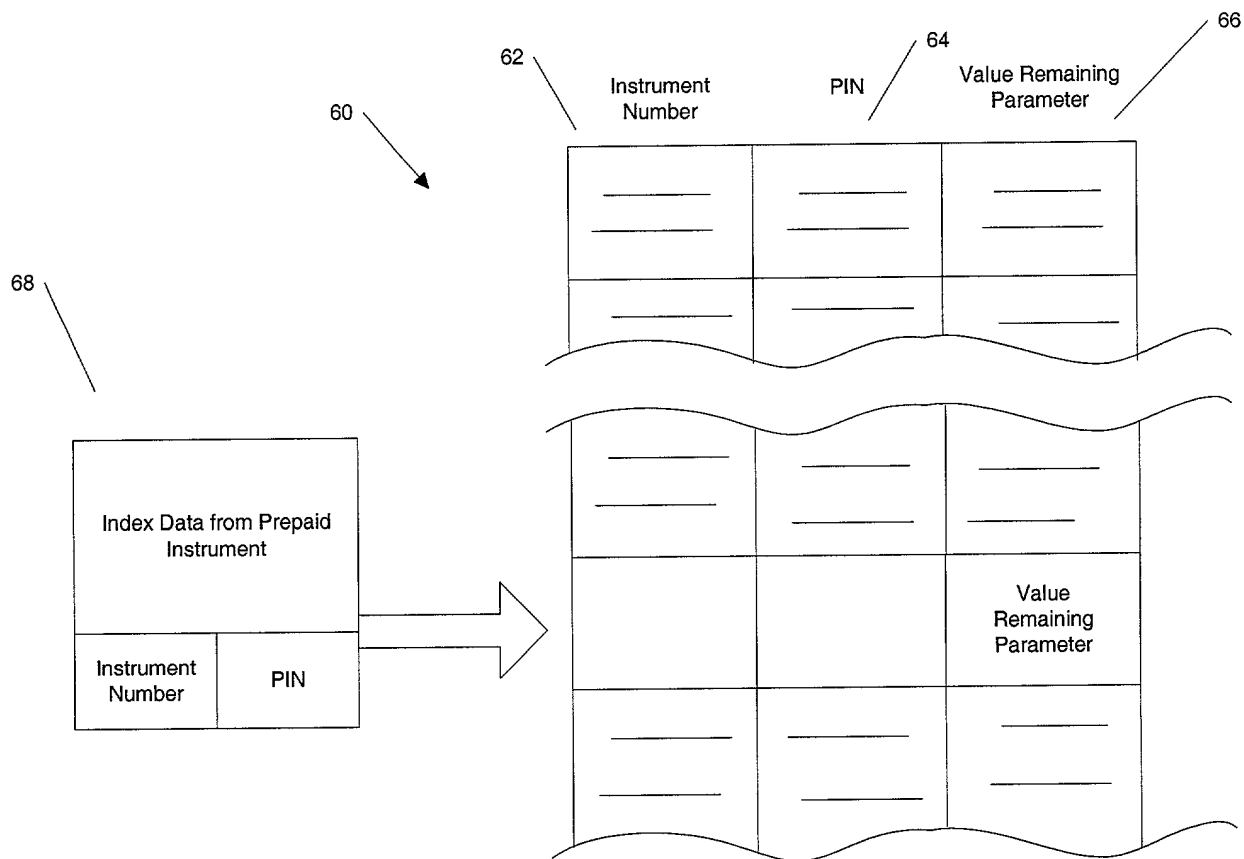 66
64
62
Instrument
Number
PIN
Value Remaining
Parameter
60
68
Index Data from Prepaid
Instrument
Instrument
Number
PIN
Value
Remaining
Parameter